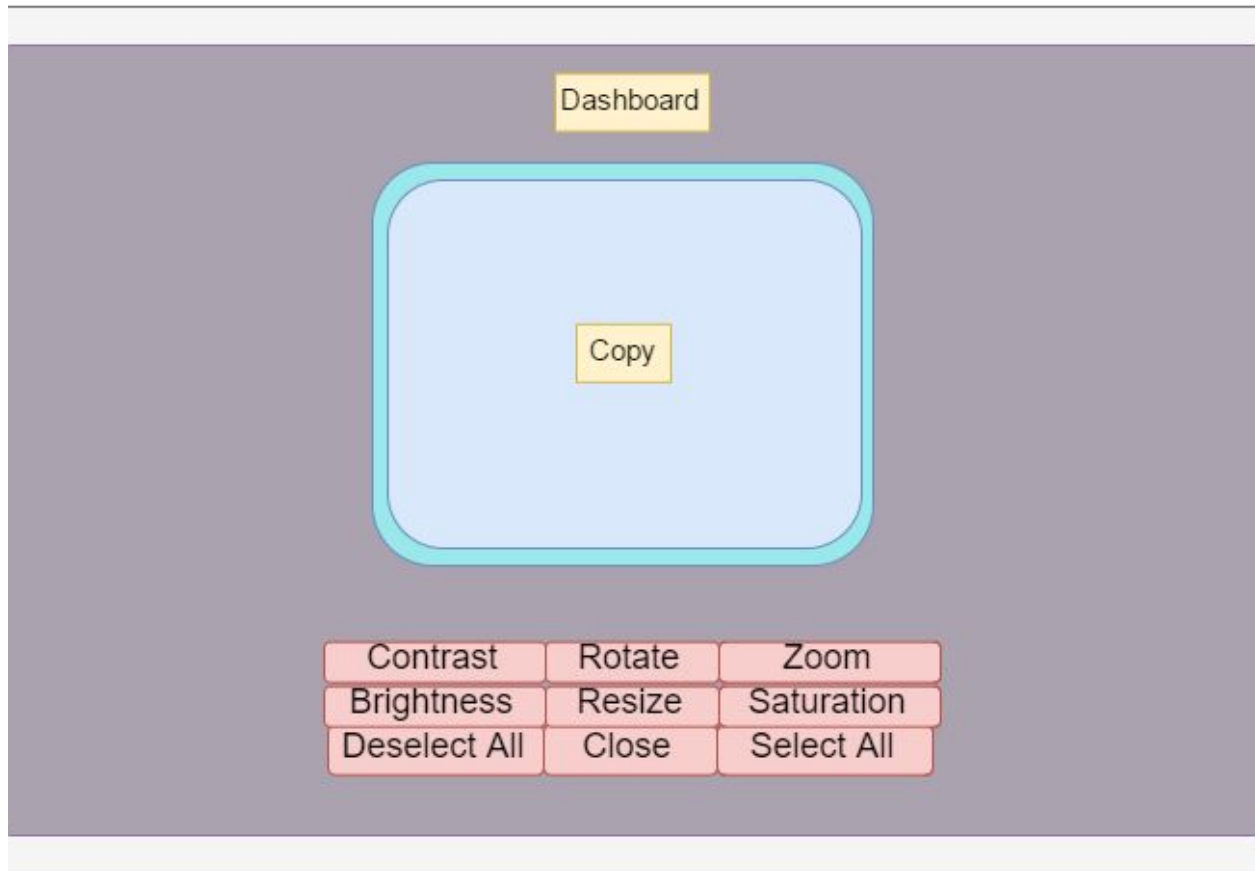 Dashboard
Copy
Contrast Rotate Zoom
Brightness Resize Saturation
Deselect All Close Select All